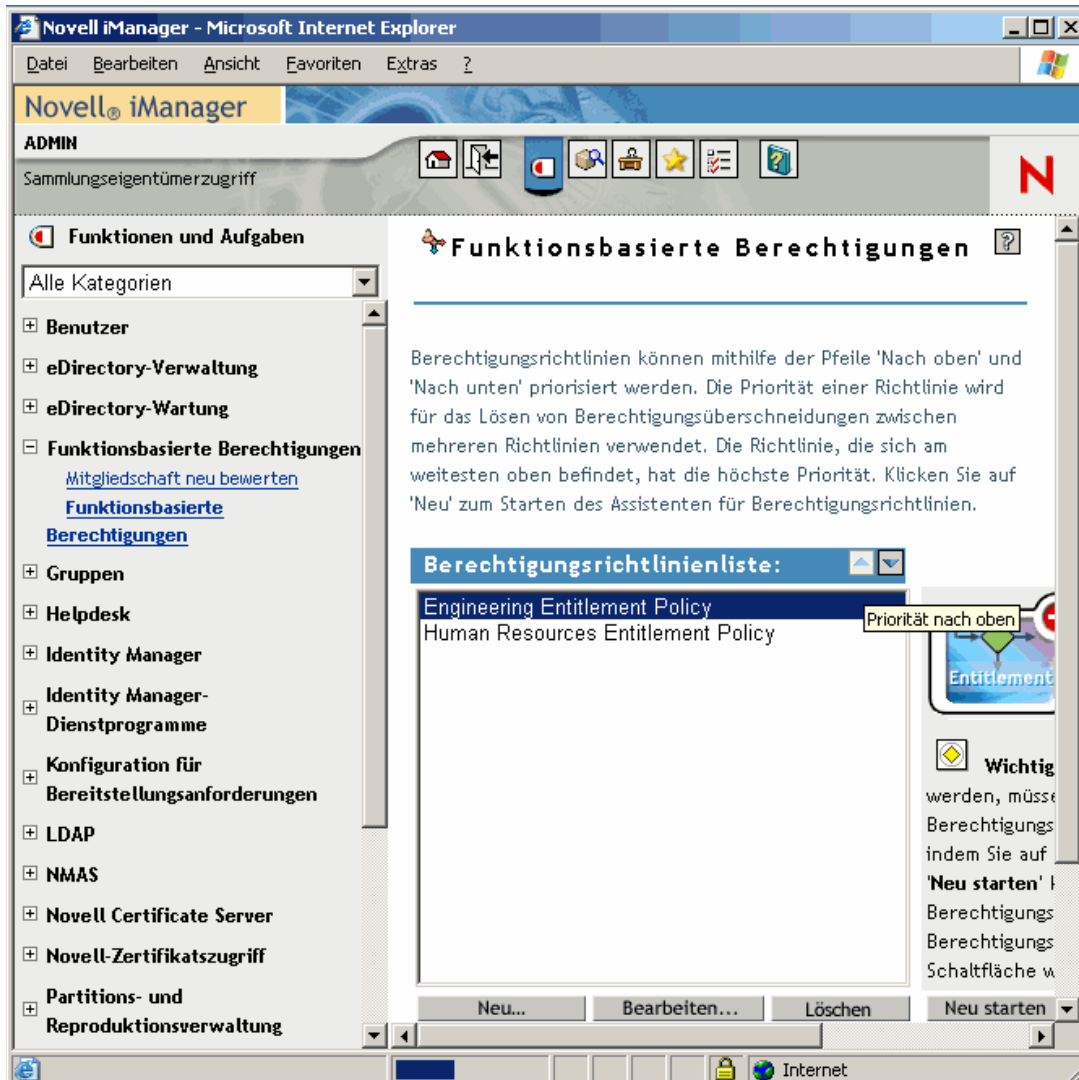 Novell iManager - Microsoft Internet Explorer
Datei Bearbeiten Ansicht Favoriten Extras ?
Novell® iManager
ADMIN
Sammlungseigentümerzugriff
N
Funktionen und Aufgaben
Alle Kategorien
Benutzer
eDirectory-Verwaltung
eDirectory-Wartung
Funktionsbasierte Berechtigungen
Mitgliedschaft neu bewerten
Funktionsbasierte
Berechtigungen
Gruppen
Helpdesk
Identity Manager
Identity Manager-
Dienstprogramme
Konfiguration für
Bereitstellungsanforderungen
LDAP
NMAS
Novell Certificate Server
Novell-Zertifikatszugriff
Partitions- und
Reproduktionsverwaltung
Funktionsbasierte Berechtigungen
Berechtigungsrichtlinien können mithilfe der Pfeile 'Nach oben' und
'Nach unten' priorisiert werden. Die Priorität einer Richtlinie wird
für das Lösen von Berechtigungsüberschneidungen zwischen
mehreren Richtlinien verwendet. Die Richtlinie, die sich am
weitesten oben befindet, hat die höchste Priorität. Klicken Sie auf
'Neu' zum Starten des Assistenten für Berechtigungsrichtlinien.
Berechtigungsrichtlinienliste:
Engineering Entitlement Policy
Human Resources Entitlement Policy
Priorität nach oben
Entitlement
Wichtig
werden, müsse
Berechtigungs
indem Sie auf
'Neu starten'
Berechtigungs
Berechtigungs
Schaltfläche w
Neu... Bearbeiten... Löschen Neu starten
Internet